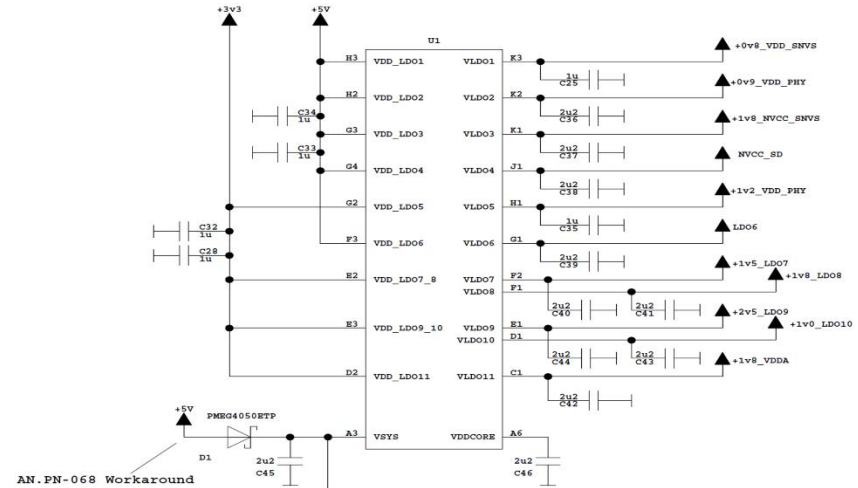 +3v3
+5V
U1
H3 VDD_LDO1 VLDO1 K3 +0v8_VDD_SNVS
1u
C25
H2 VDD_LDO2 VLDO2 K2 +0v9_VDD_PHY
C34
1u
2u2
C36
G3 VDD_LDO3 VLDO3 K1 +1v8_NVCC_SNVS
C33
1u
2u2
C37
G4 VDD_LDO4 VLDO4 J1 NVCC_SD
2u2
C38
G2 VDD_LDO5 VLDO5 H1 +1v2_VDD_PHY
C32
1u
1u
C35
F3 VDD_LDO6 VLDO6 G1 LDO6
C28
1u
2u2
C39
E2 VDD_LDO7_8 VLDO7 F2 +1v5_LDO7
VLDO8 F1 +1v8_LDO8
2u2
C40
2u2
C41
E3 VDD_LDO9_10 VLDO9 E1 +2v5_LDO9
VLDO10 D1 +1v0_LDO10
2u2
C44
2u2
C43
D2 VDD_LDO11 VLDO11 C1 +1v8_VDDA
2u2
C42
+5V
PMEG4050ETP
D1
A3 VSYS VDDCORE A6
2u2
C45
2u2
C46
AN.PN-068 Workaround